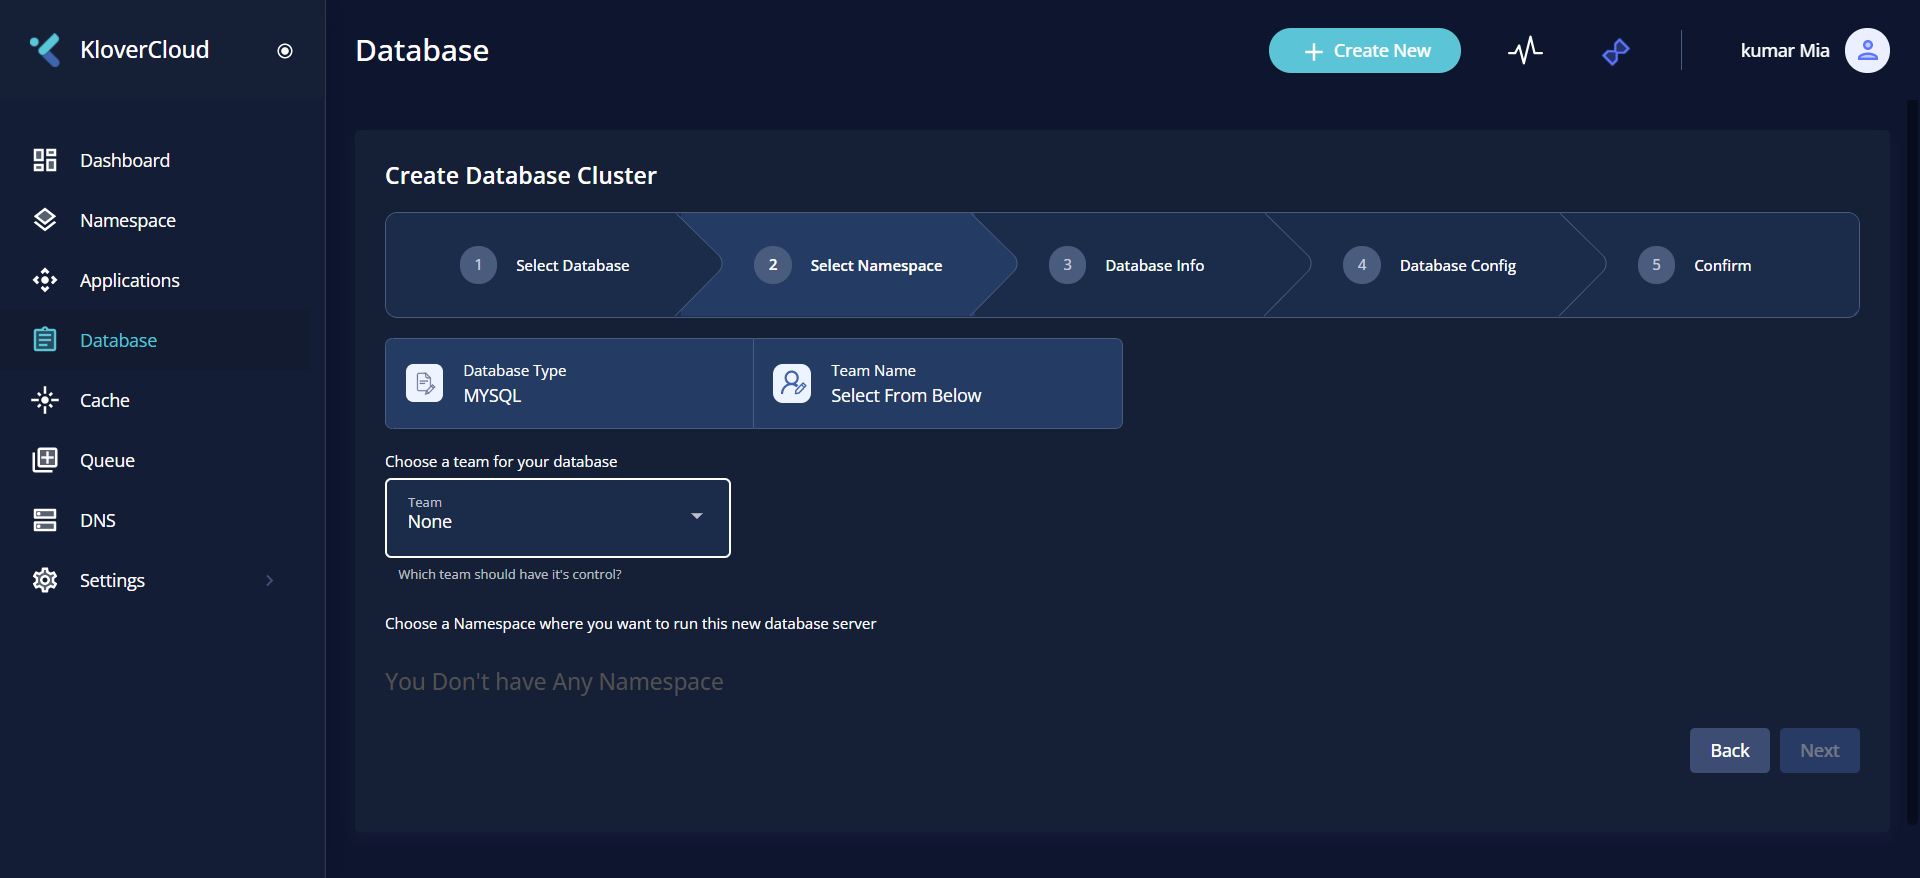 KloverCloud
Database
Create New
kumar Mia
Dashboard
Namespace
Applications
Database
Cache
Queue
DNS
Settings
Create Database Cluster
1 Select Database
2 Select Namespace
3 Database Info
4 Database Config
5 Confirm
Database Type
MYSQL
Team Name
Select From Below
Choose a team for your database
Team
None
Which team should have it's control?
Choose a Namespace where you want to run this new database server
You Don't have Any Namespace
Back
Next